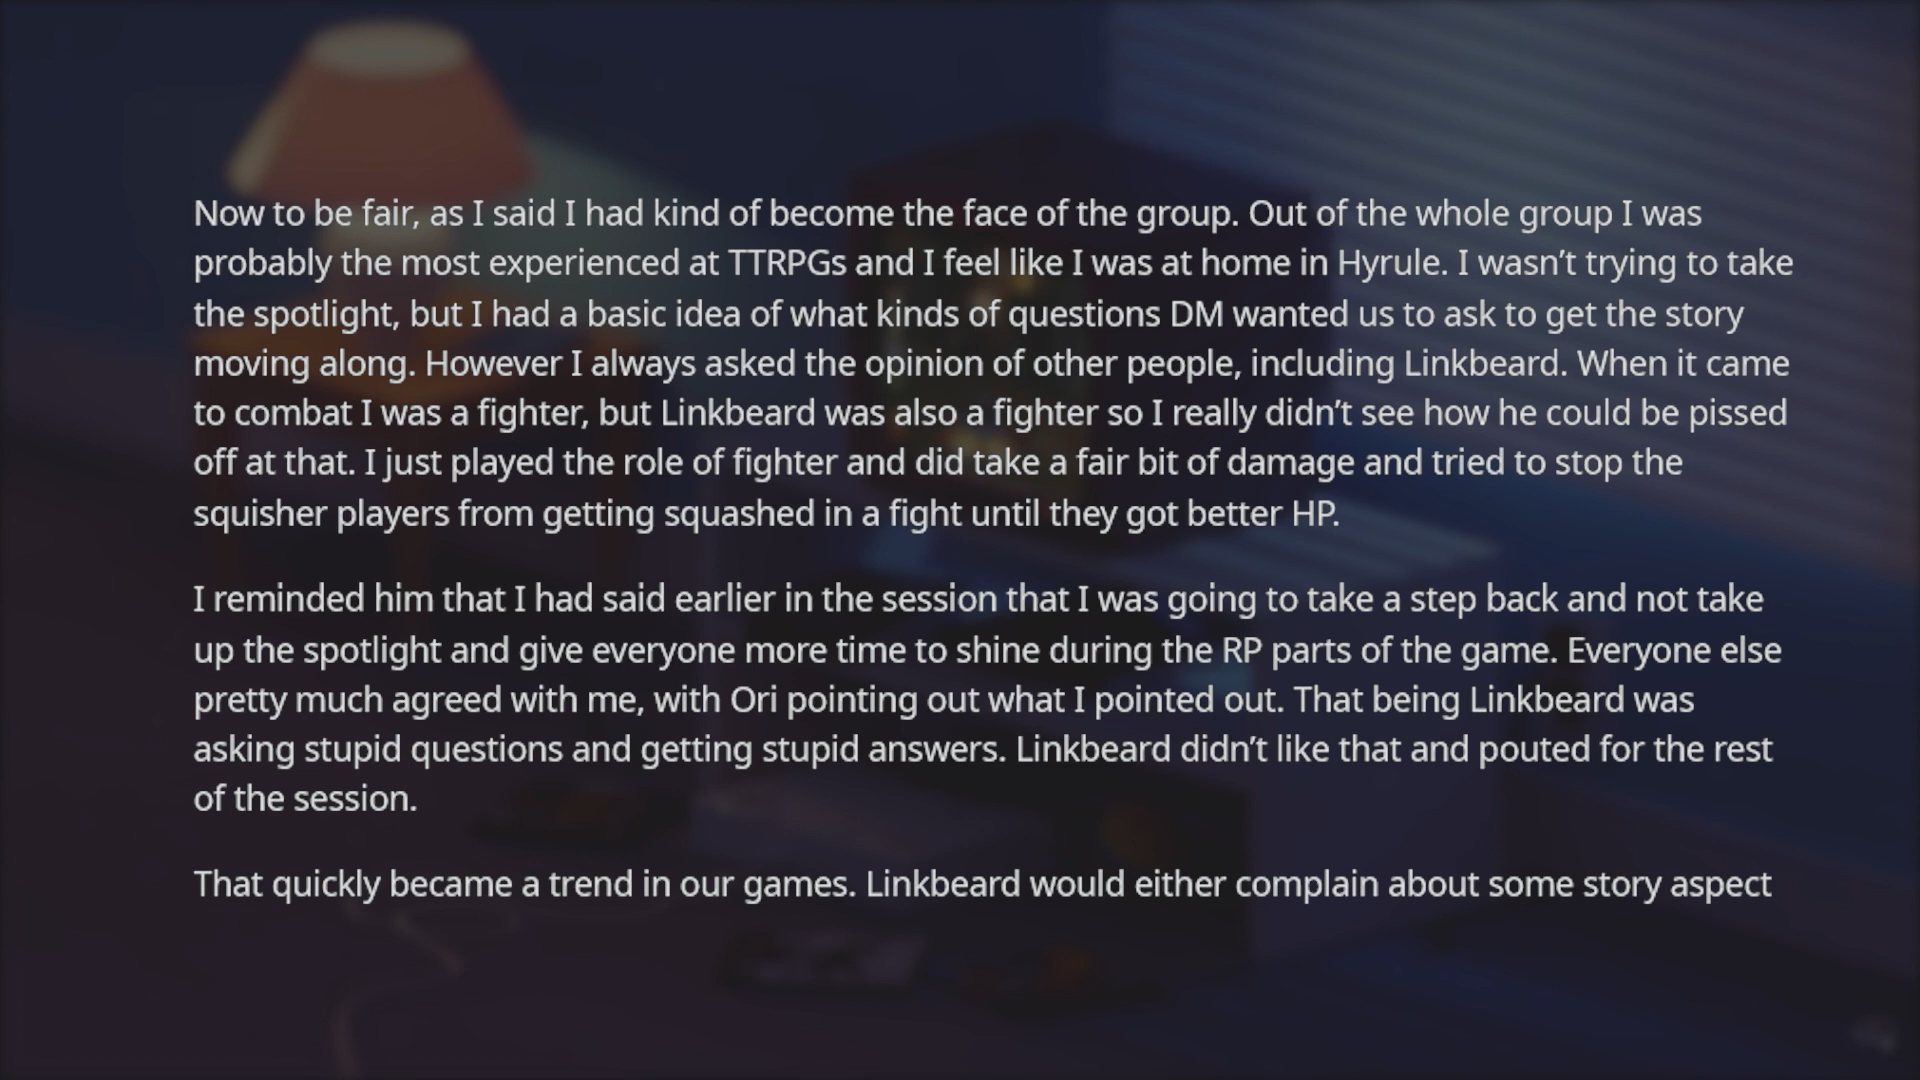 Now to be fair, as I said I had kind of become the face of the group. Out of the whole group I was
probably the most experienced at TTRPGs and I feel like I was at home in Hyrule. I wasn’t trying to take
the spotlight, but I had a basic idea of what kinds of questions DM wanted us to ask to get the story
moving along. However I always asked the opinion of other people, including Linkbeard. When it came
to combat I was a fighter, but Linkbeard was also a fighter so I really didn’t see how he could be pissed
off at that. I just played the role of fighter and did take a fair bit of damage and tried to stop the
squisher players from getting squashed in a fight until they got better HP.
I reminded him that I had said earlier in the session that I was going to take a step back and not take
up the spotlight and give everyone more time to shine during the RP parts of the game. Everyone else
pretty much agreed with me, with Ori pointing out what I pointed out. That being Linkbeard was
asking stupid questions and getting stupid answers. Linkbeard didn’t like that and pouted for the rest
of the session.
That quickly became a trend in our games. Linkbeard would either complain about some story aspect